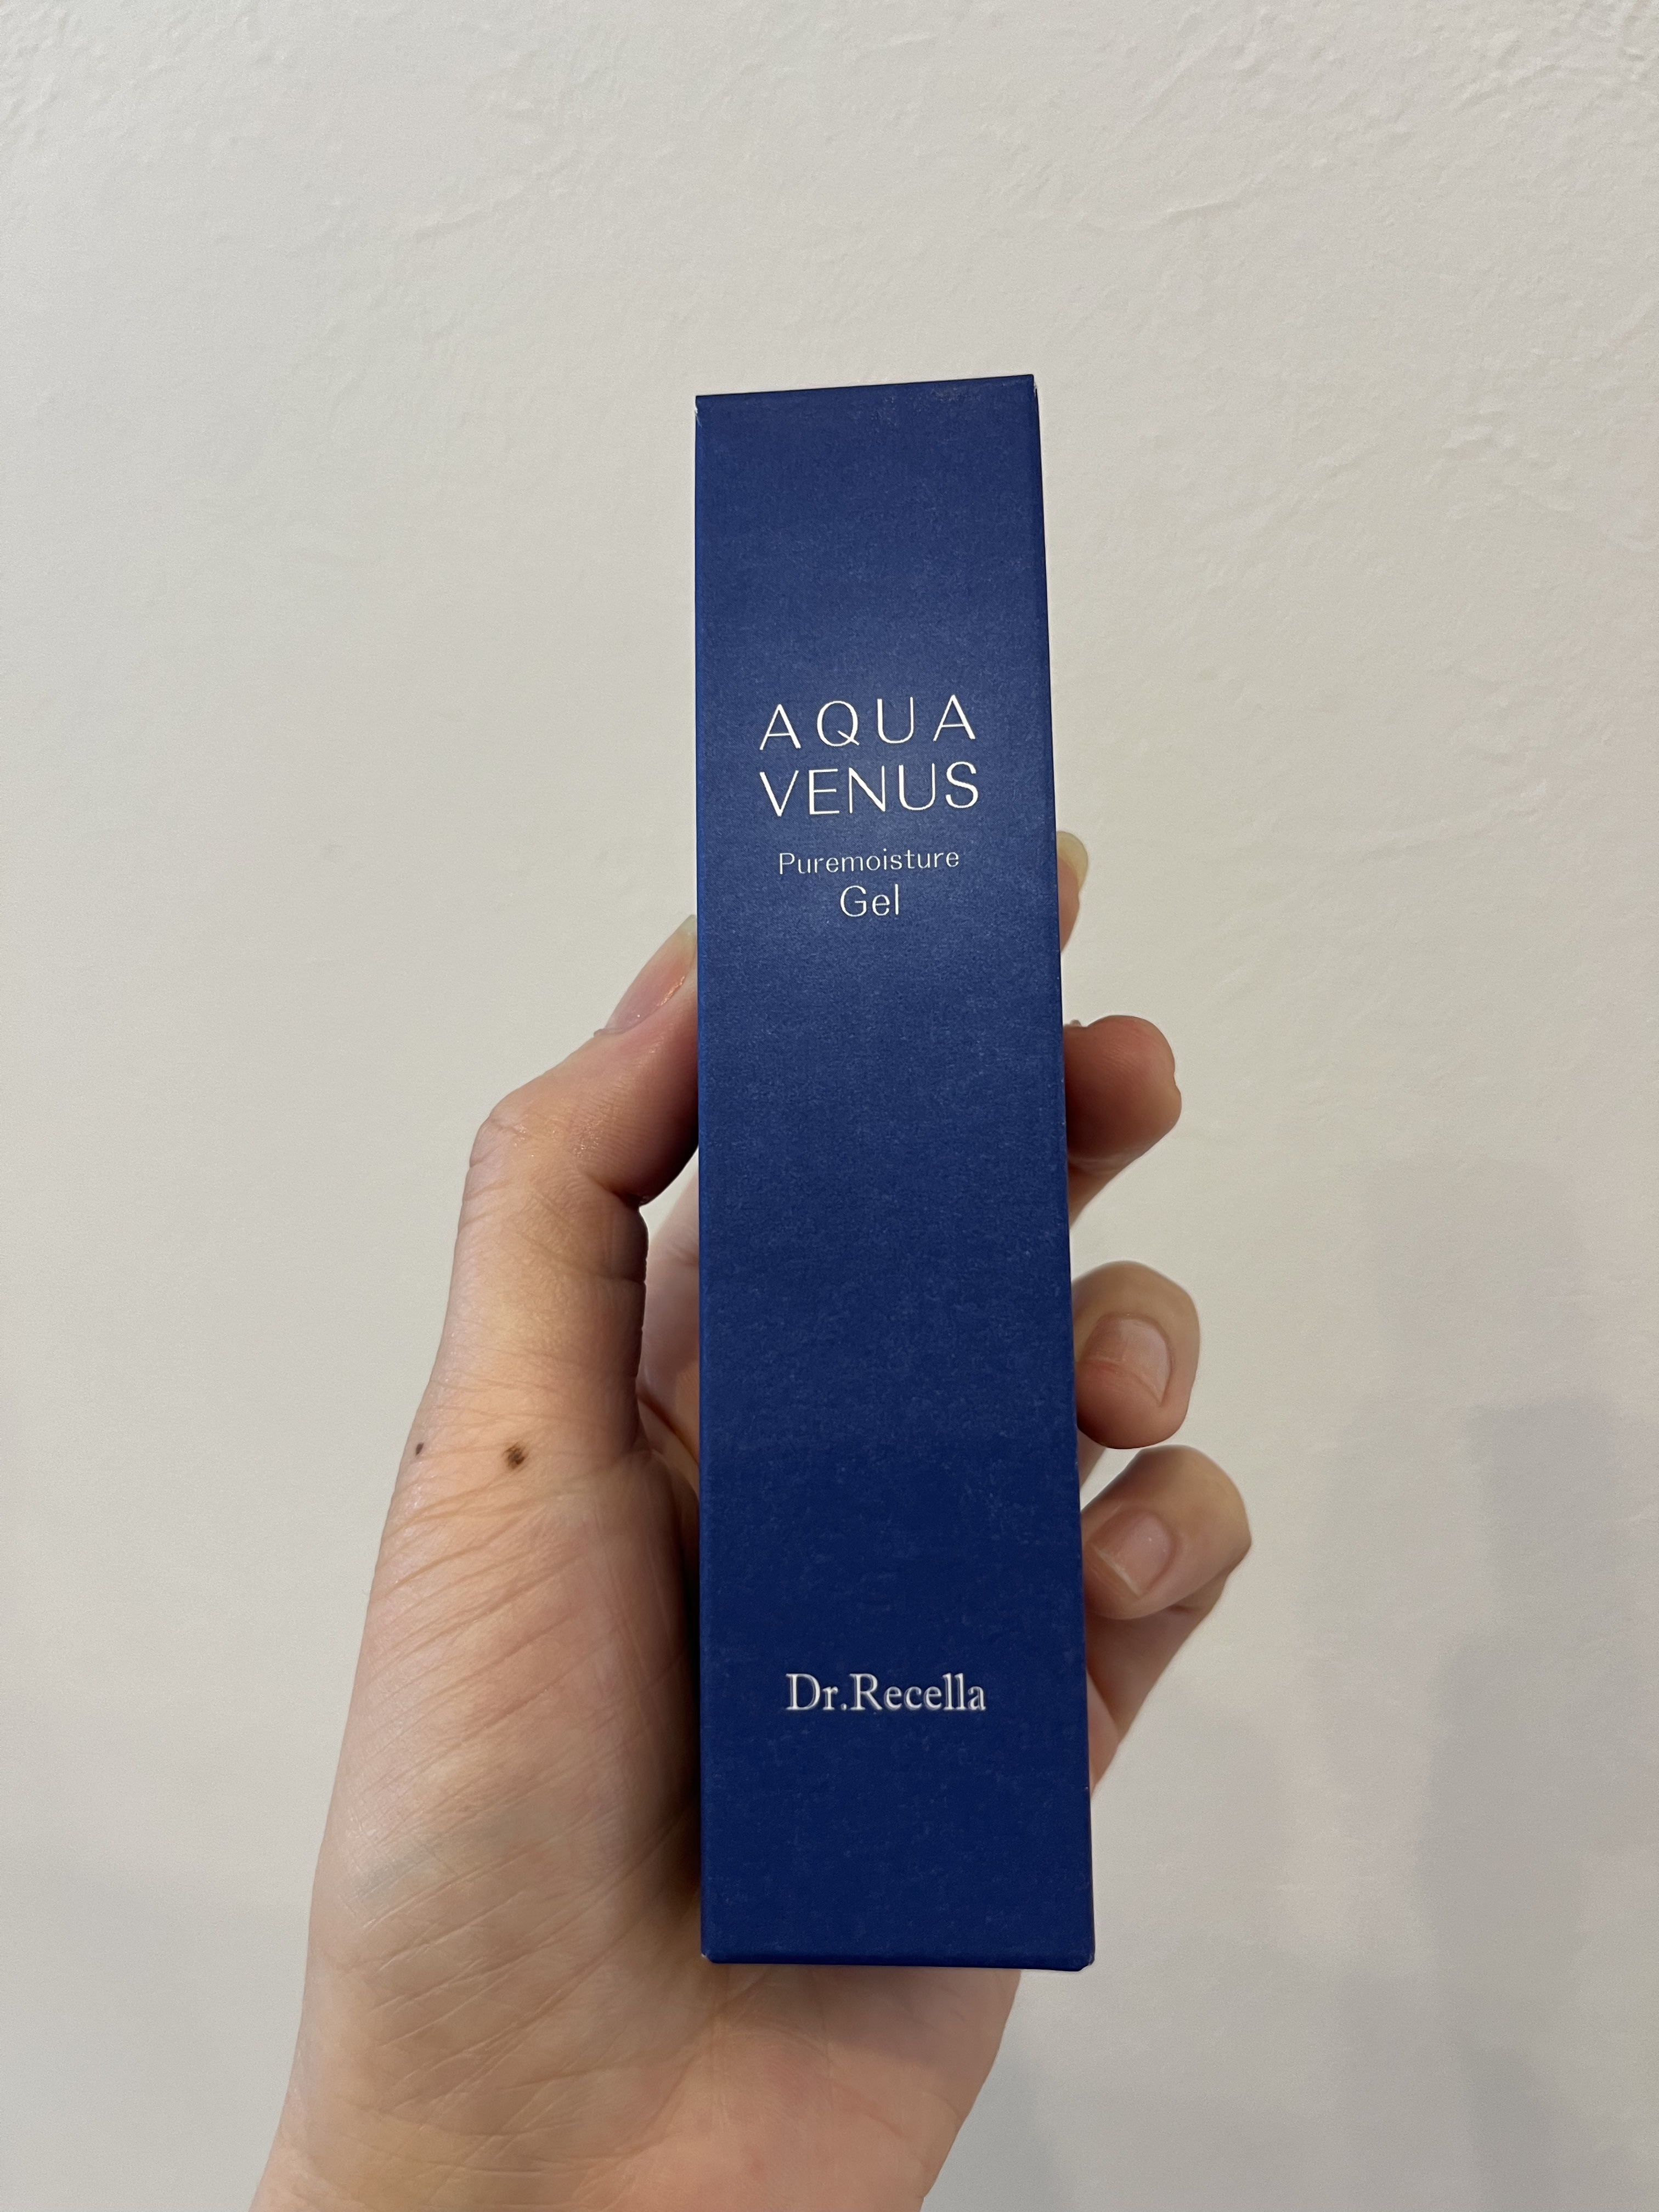 AQUA
VENUS
Puremoisture
Gel
Dr.Recella